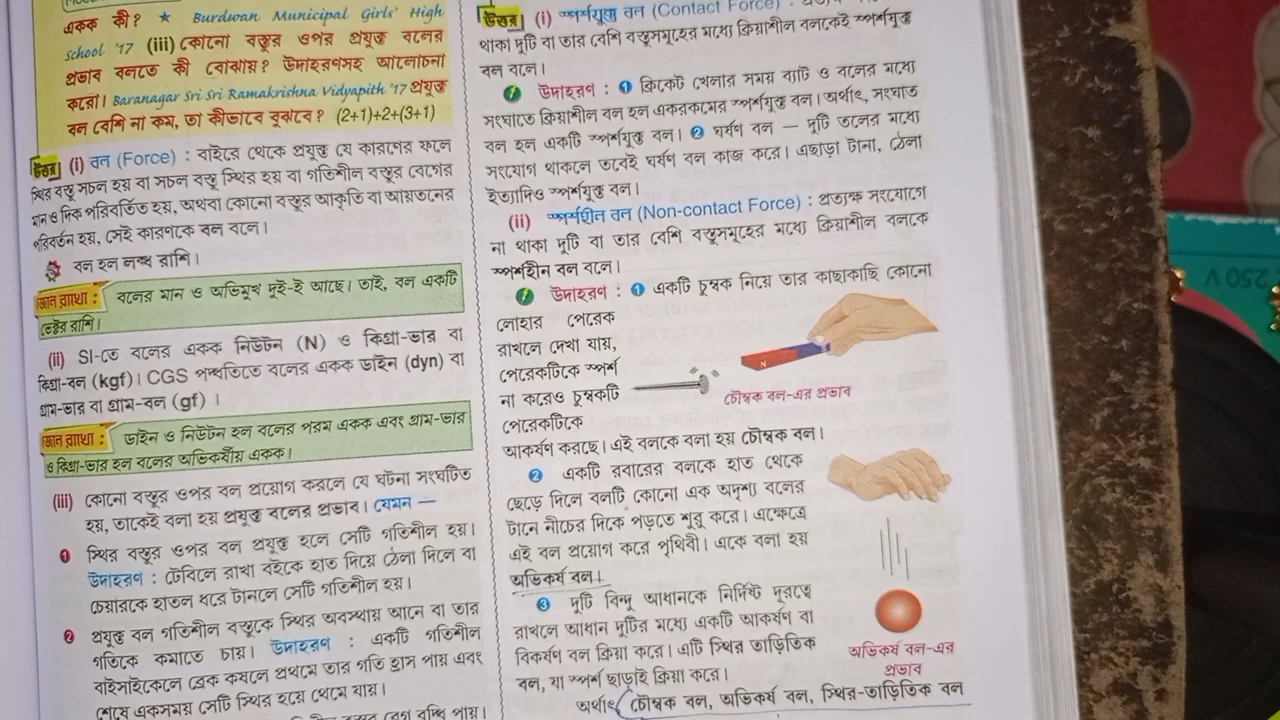 একক কী? ★ Burdwan Municipal Girls' High
School '17 (iii) কোনো বস্তুর ওপর প্রযুক্ত বলের
প্রভাব বলতে কী বোঝায়? উদাহরণসহ আলোচনা
করো। Baranagar Sri Sri Ramakrishna Vidyapith '17 প্রযুক্ত
বল বেশি না কম, তা কীভাবে বুঝবে? (2+1)+2+(3+1)
উত্তর (i) বল (Force) : বাইরে থেকে প্রযুক্ত যে কারণের ফলে
স্থির বস্তু সচল হয় বা সচল বস্তু স্থির হয় বা গতিশীল বস্তুর বেগের
মান ও দিক পরিবর্তিত হয়, অথবা কোনো বস্তুর আকৃতি বা আয়তনের
পরিবর্তন হয়, সেই কারণকে বল বলে।
বল হল লব্ধ রাশি।
জেনে রাখো : বলের মান ও অভিমুখ দুই-ই আছে। তাই, বল একটি
ভেক্টর রাশি।
(ii) SI-তে বলের একক নিউটন (N) ও কিগ্রা-ভার বা
কিগ্রা-বল (kgf)। CGS পদ্ধতিতে বলের একক ডাইন (dyn) বা
গ্রাম-ভার বা গ্রাম-বল (gf) ।
জেনে রাখো : ডাইন ও নিউটন হল বলের পরম একক এবং গ্রাম-ভার
ও কিগ্রা-ভার হল বলের অভিকর্ষীয় একক।
(iii) কোনো বস্তুর ওপর বল প্রয়োগ করলে যে ঘটনা সংঘটিত
হয়, তাকেই বলা হয় প্রযুক্ত বলের প্রভাব। যেমন —
1 স্থির বস্তুর ওপর বল প্রযুক্ত হলে সেটি গতিশীল হয়।
উদাহরণ : টেবিলে রাখা বইকে হাত দিয়ে ঠেলা দিলে বা
চেয়ারকে হাতল ধরে টানলে সেটি গতিশীল হয়।
2 প্রযুক্ত বল গতিশীল বস্তুকে স্থির অবস্থায় আনে বা তার
গতিকে কমাতে চায়। উদাহরণ : একটি গতিশীল
বাইসাইকেলে ব্রেক কষলে প্রথমে তার গতি হ্রাস পায় এবং
শেষে একসময় সেটি স্থির হয়ে থেমে যায়।
বেগ বৃদ্ধি পায়।
উত্তর (i) স্পর্শযুক্ত বল (Contact Force) :
থাকা দুটি বা তার বেশি বস্তুসমূহের মধ্যে ক্রিয়াশীল বলকেই স্পর্শযুক্ত
বল বলে।
উদাহরণ : 1 ক্রিকেট খেলার সময় ব্যাট ও বলের মধ্যে
সংঘাতে ক্রিয়াশীল বল হল একরকমের স্পর্শযুক্ত বল। অর্থাৎ, সংঘাত
বল হল একটি স্পর্শযুক্ত বল। 2 ঘর্ষণ বল — দুটি তলের মধ্যে
সংযোগ থাকলে তবেই ঘর্ষণ বল কাজ করে। এছাড়া টানা, ঠেলা
ইত্যাদিও স্পর্শযুক্ত বল।
(ii) স্পর্শহীন বল (Non-contact Force) : প্রত্যক্ষ সংযোগে
না থাকা দুটি বা তার বেশি বস্তুসমূহের মধ্যে ক্রিয়াশীল বলকে
স্পর্শহীন বল বলে।
উদাহরণ : 1 একটি চুম্বক নিয়ে তার কাছাকাছি কোনো
লোহার পেরেক
রাখলে দেখা যায়,
পেরেকটিকে স্পর্শ
না করেও চুম্বকটি
পেরেকটিকে
আকর্ষণ করছে। এই বলকে বলা হয় চৌম্বক বল।
N
চৌম্বক বল-এর প্রভাব
2 একটি রবারের বলকে হাত থেকে
ছেড়ে দিলে বলটি কোনো এক অদৃশ্য বলের
টানে নীচের দিকে পড়তে শুরু করে। এক্ষেত্রে
এই বল প্রয়োগ করে পৃথিবী। একে বলা হয়
অভিকর্ষ বল।
3 দুটি বিন্দু আধানকে নির্দিষ্ট দূরত্বে
রাখলে আধান দুটির মধ্যে একটি আকর্ষণ বা
বিকর্ষণ বল ক্রিয়া করে। এটি স্থির তাড়িতিক
বল, যা স্পর্শ ছাড়াই ক্রিয়া করে।
অভিকর্ষ বল-এর
প্রভাব
অর্থাৎ চৌম্বক বল, অভিকর্ষ বল, স্থির-তাড়িতিক বল
250 V